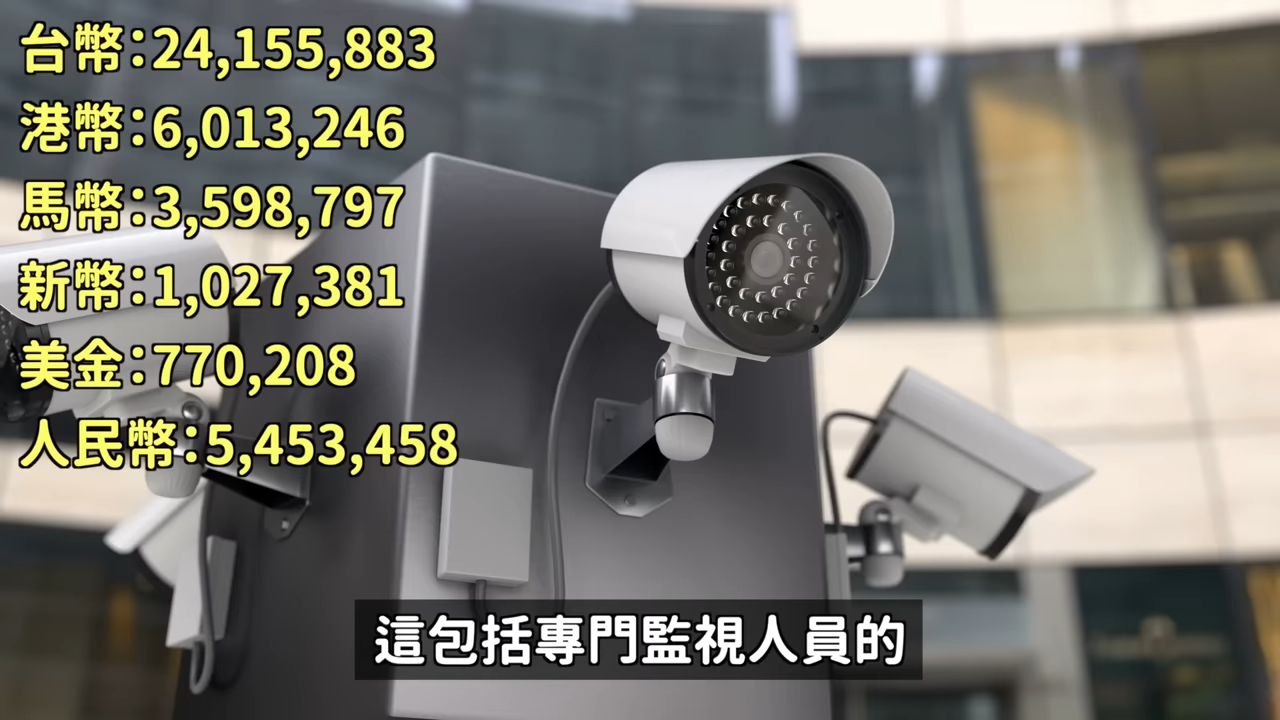 台幣：24,155,883
港幣：6,013,246
馬幣：3,598,797
新幣：1,027,381
美金：770,208
人民幣：5,453,458
這包括專門監視人員的